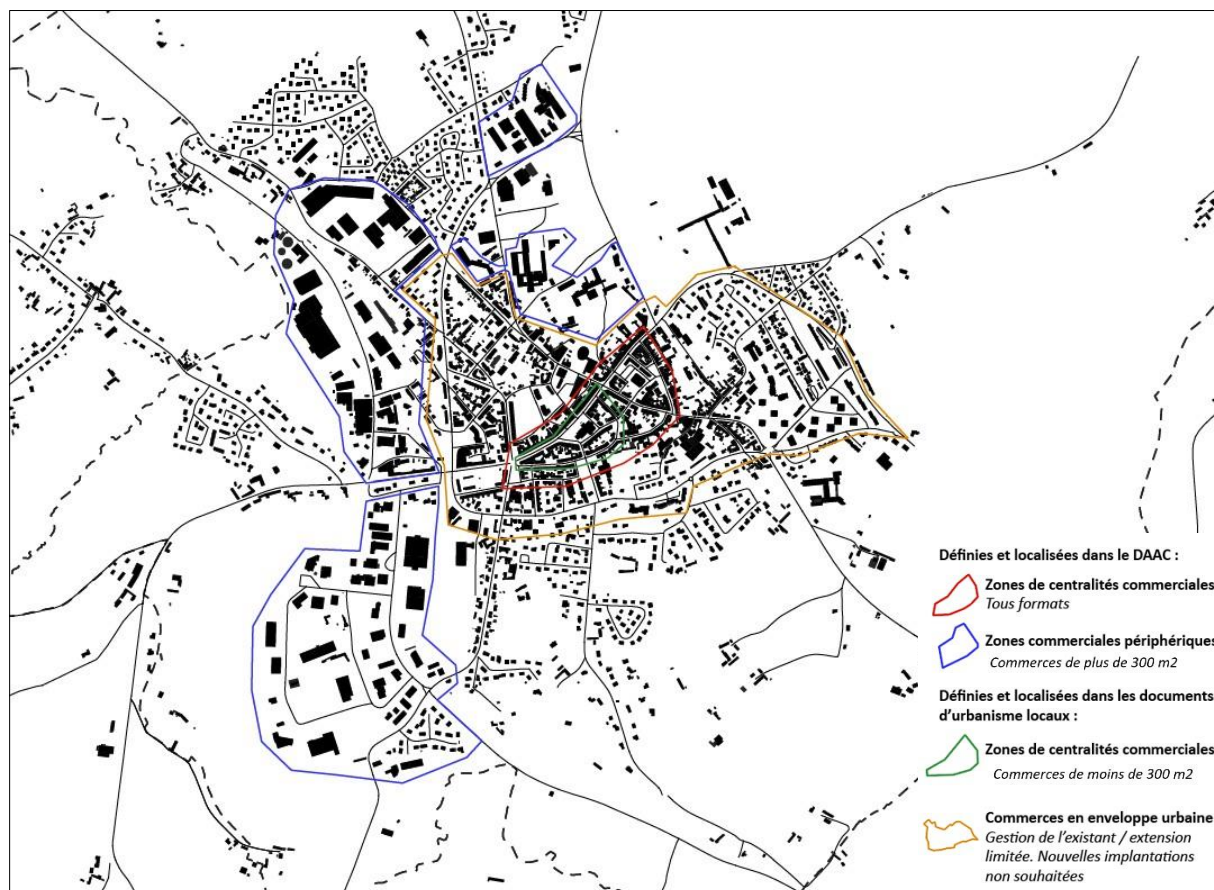 Définies et localisées dans le DAAC :
Zones de centralités commerciales
Tous formats
Zones commerciales périphériques
Commerces de plus de 300 m2
Définies et localisées dans les documents
d'urbanisme locaux :
Zones de centralités commerciales
Commerces de moins de 300 m2
Commerces en enveloppe urbaine
Gestion de l'existant / extension
limitée. Nouvelles implantations
non souhaitées